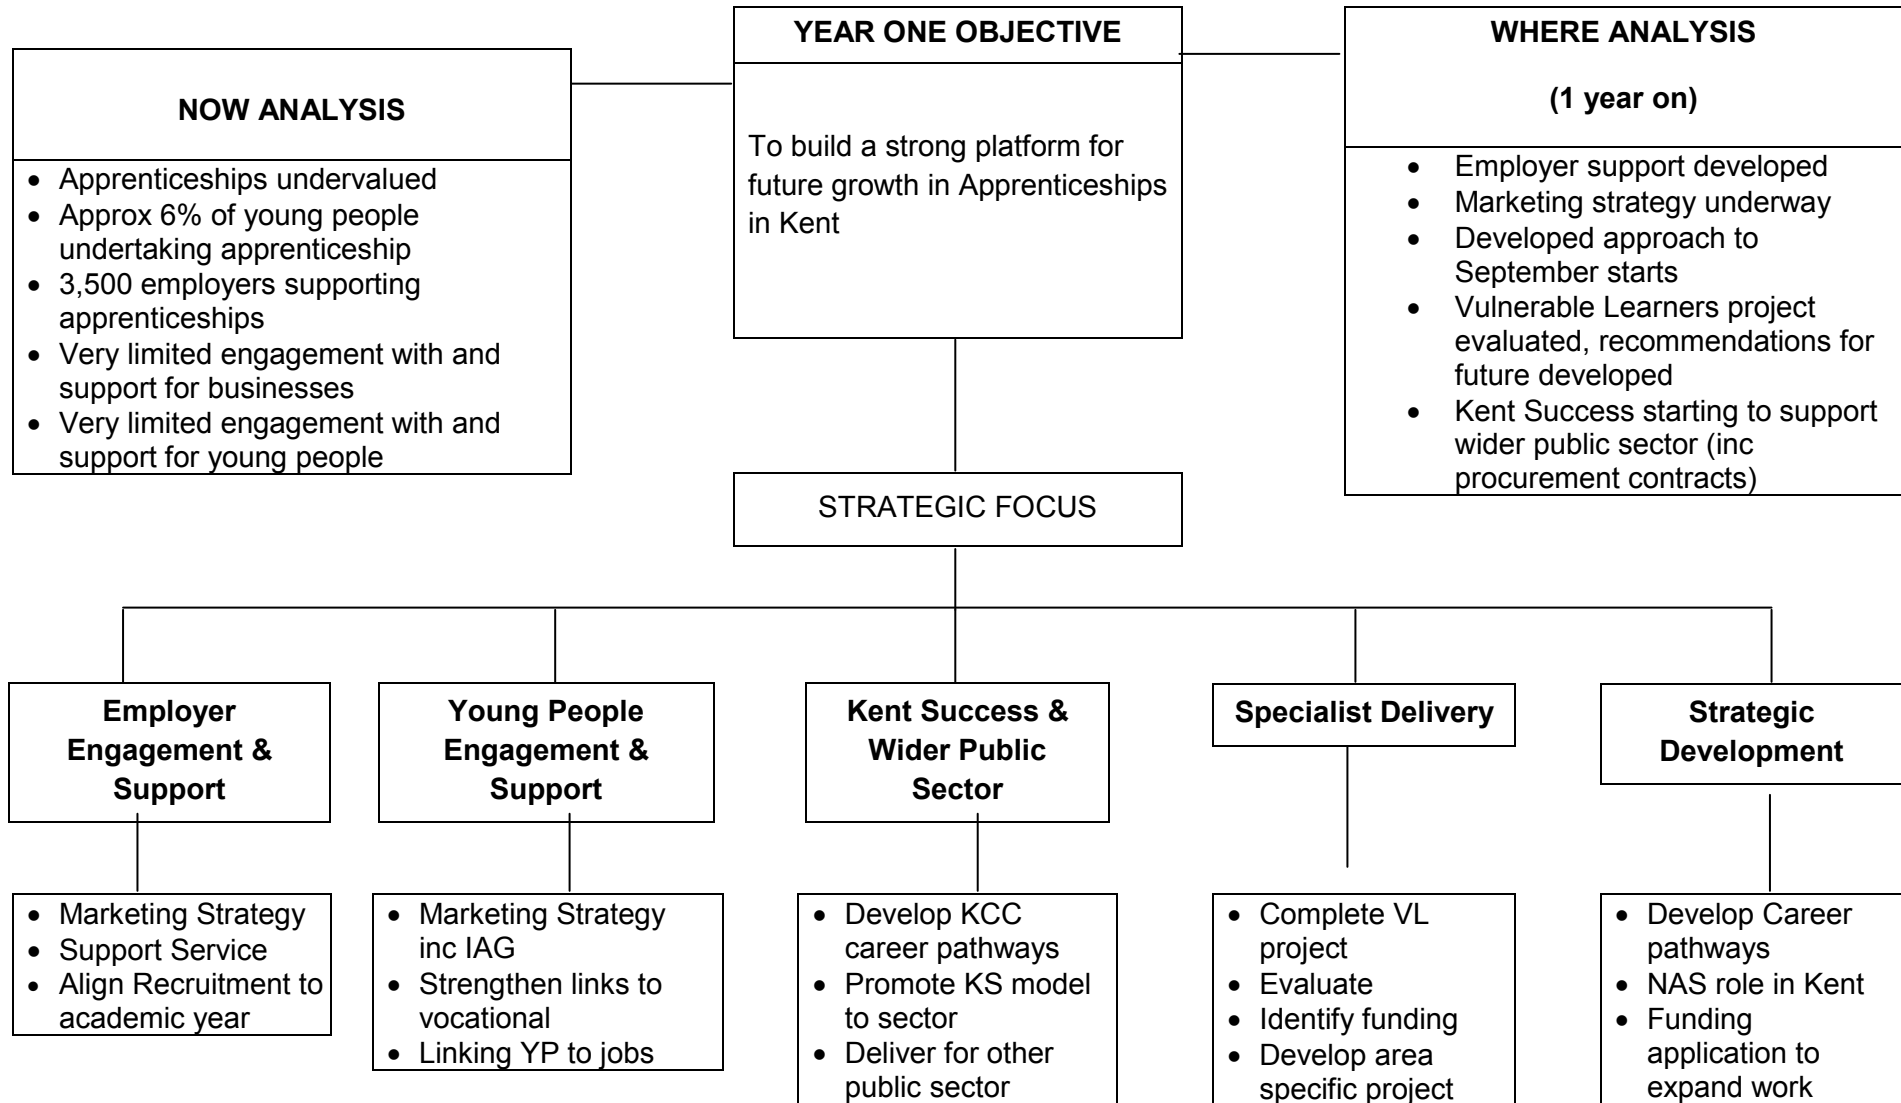 YEAR ONE OBJECTIVE
To build a strong platform for
future growth in Apprenticeships
in Kent
NOW ANALYSIS
• Apprenticeships undervalued
• Approx 6% of young people
undertaking apprenticeship
• 3,500 employers supporting
apprenticeships
• Very limited engagement with and
support for businesses
• Very limited engagement with and
support for young people
WHERE ANALYSIS
(1 year on)
• Employer support developed
• Marketing strategy underway
• Developed approach to
September starts
• Vulnerable Learners project
evaluated, recommendations for
future developed
• Kent Success starting to support
wider public sector (inc
procurement contracts)
STRATEGIC FOCUS
Employer
Engagement &
Support
• Marketing Strategy
• Support Service
• Align Recruitment to
academic year
Young People
Engagement &
Support
• Marketing Strategy
inc IAG
• Strengthen links to
vocational
• Linking YP to jobs
Kent Success &
Wider Public
Sector
• Develop KCC
career pathways
• Promote KS model
to sector
• Deliver for other
public sector
Specialist Delivery
• Complete VL
project
• Evaluate
• Identify funding
• Develop area
specific project
Strategic
Development
• Develop Career
pathways
• NAS role in Kent
• Funding
application to
expand work